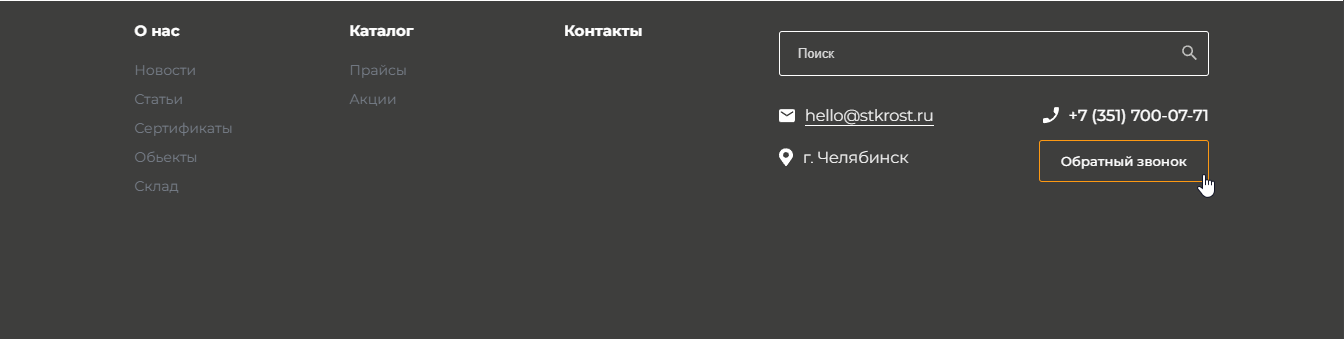 О нас
Новости
Статьи
Сертификаты
Обьекты
Склад
Каталог
Прайсы
Акции
Контакты
Поиск
hello@stkrost.ru
+7 (351) 700-07-71
г. Челябинск
Обратный звонок